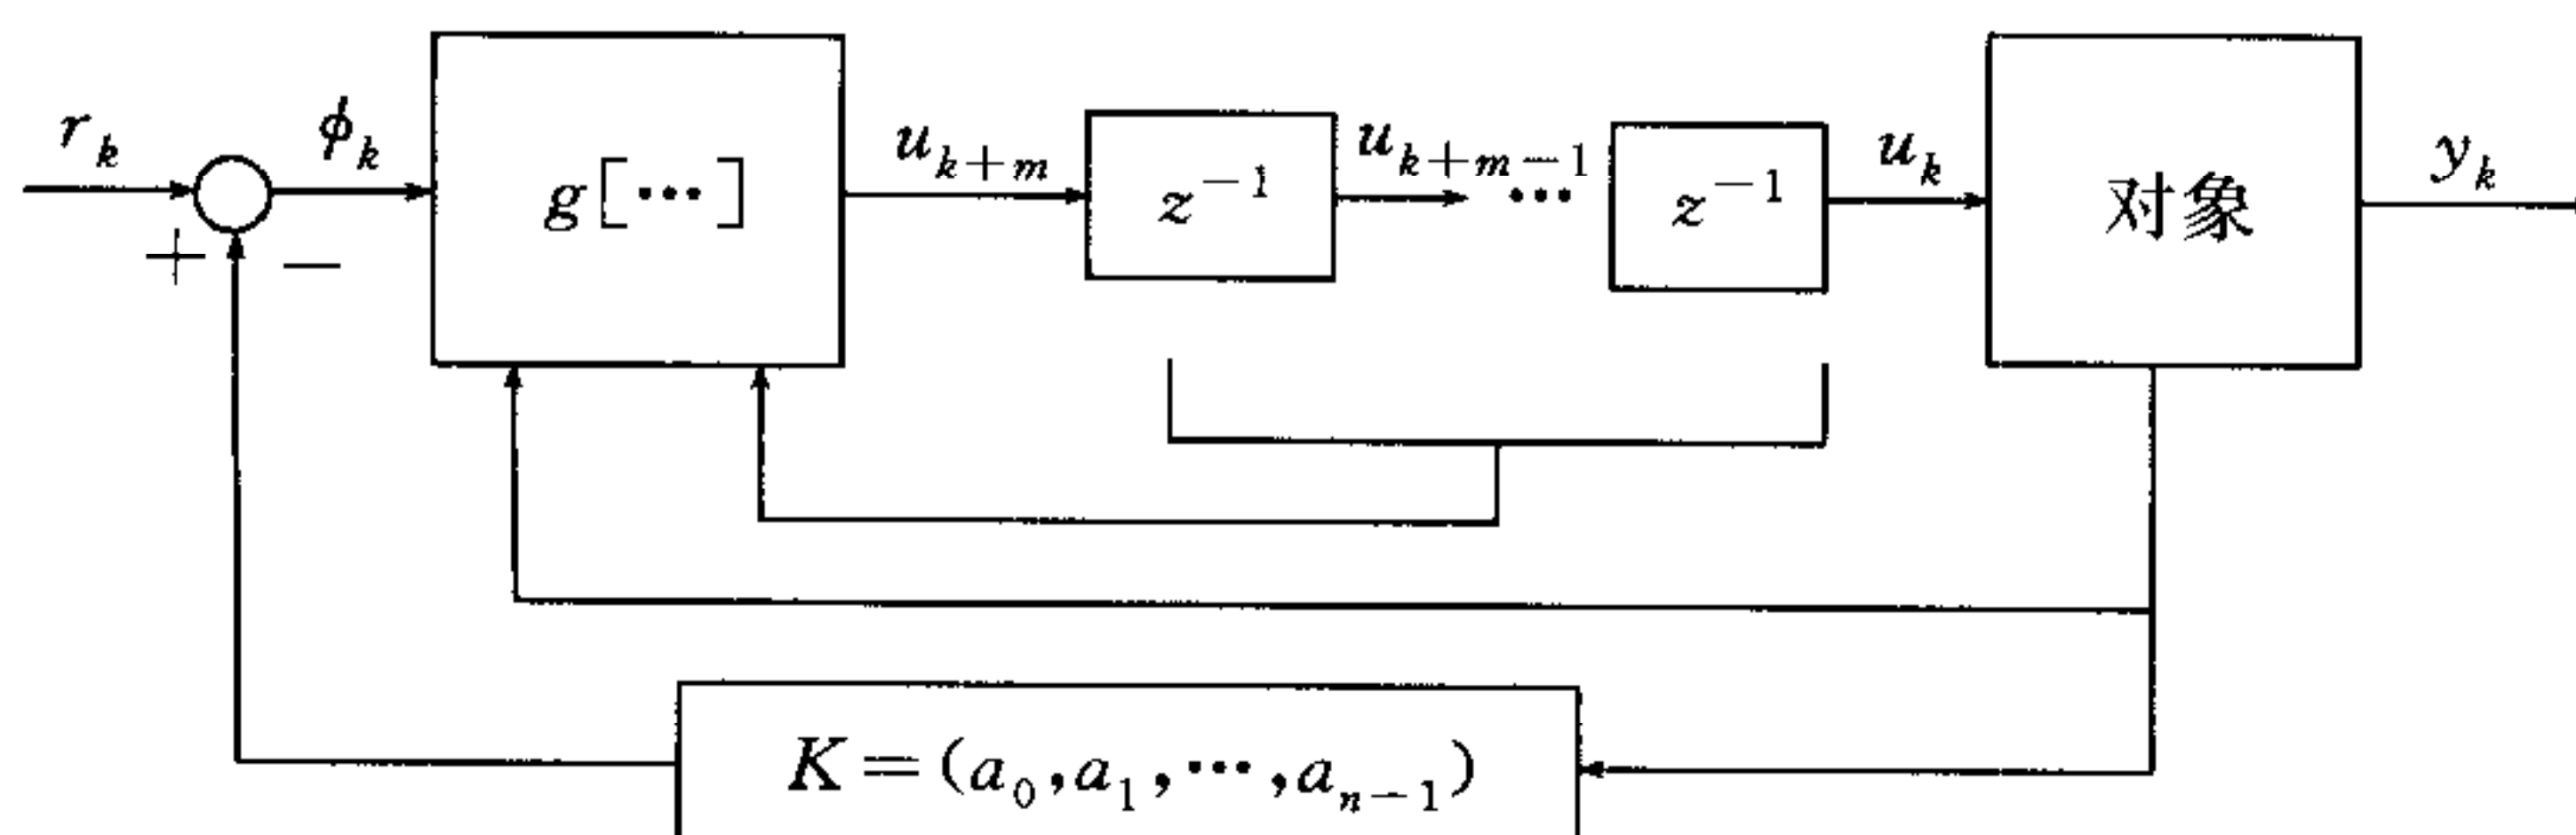 r_k
+
−
ϕ_k
g[···]
u_{k+m}
z^{-1}
u_{k+m-1}
···
z^{-1}
u_k
对象
y_k
K=(a_0,a_1,···,a_{n-1})